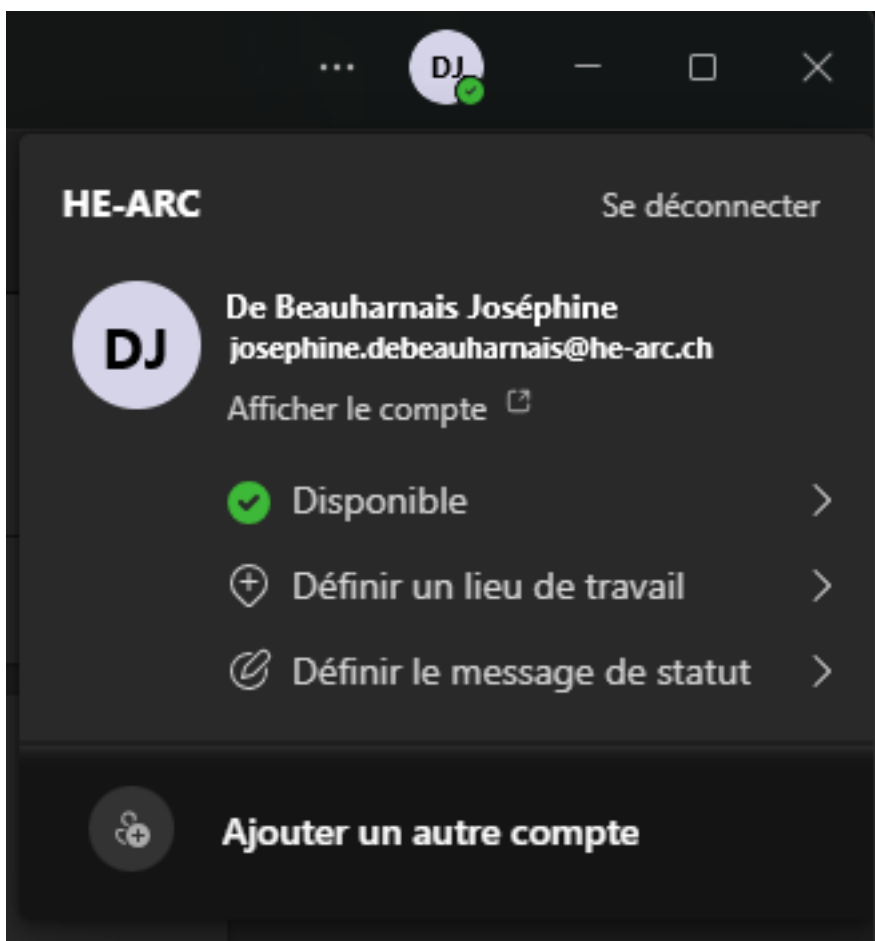 DJ
HE-ARC Se déconnecter
DJ
De Beauharnais Joséphine
josephine.debeauharnais@he-arc.ch
Afficher le compte
Disponible
Définir un lieu de travail
Définir le message de statut
Ajouter un autre compte